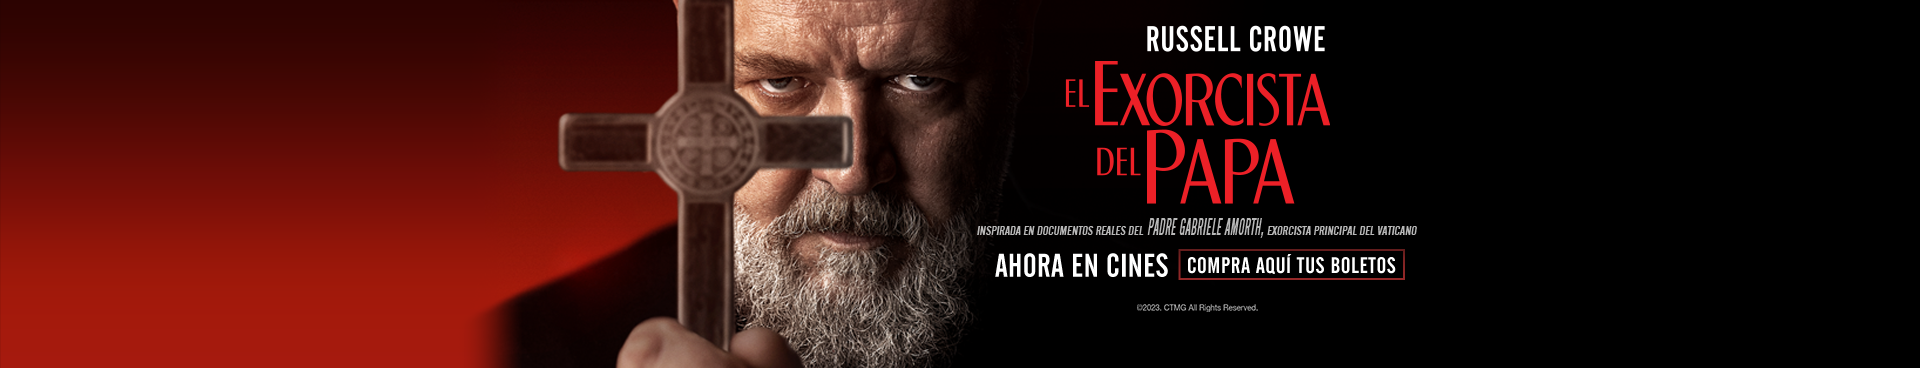 RUSSELL CROWE
EL EXORCISTA
DEL PAPA
INSPIRADA EN DOCUMENTOS REALES DEL PADRE GABRIELE AMORTH, EXORCISTA PRINCIPAL DEL VATICANO
AHORA EN CINES COMPRA AQUÍ TUS BOLETOS
©2023. CTMG All Rights Reserved.